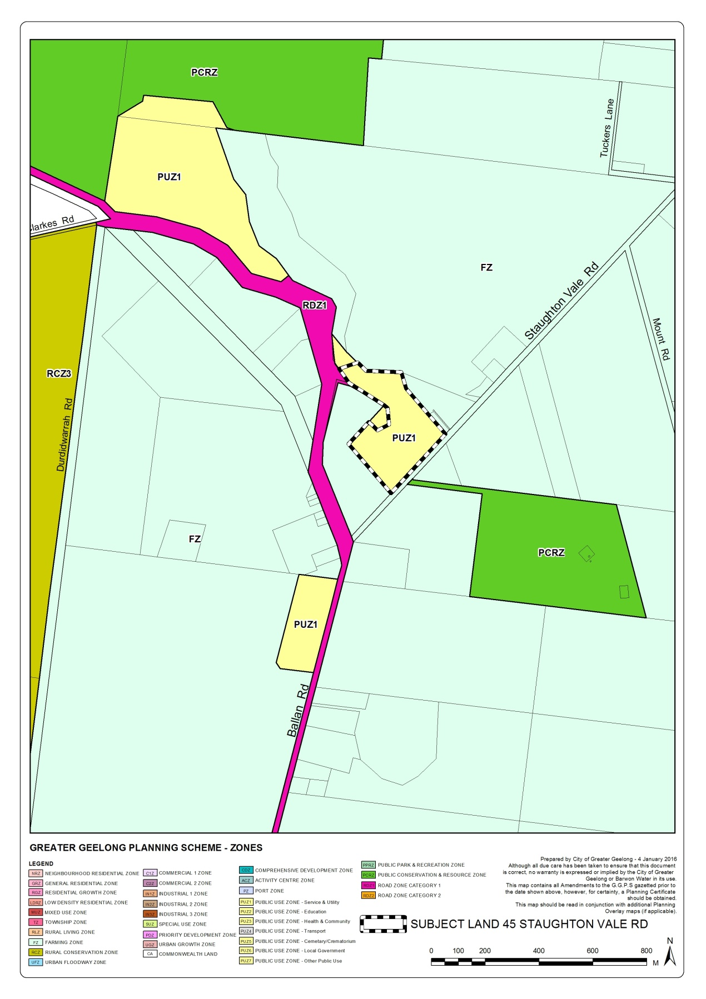 PCRZ
Tuckers Lane
PUZ1
Clarkes Rd
FZ
Staughton Vale Rd
RDZ1
Mount Rd
RCZ3
Durdidwarrah Rd
PUZ1
FZ
PCRZ
PUZ1
Ballan Rd
GREATER GEELONG PLANNING SCHEME - ZONES
LEGEND
NRZ NEIGHBOURHOOD RESIDENTIAL ZONE
GRZ GENERAL RESIDENTIAL ZONE
RGZ RESIDENTIAL GROWTH ZONE
LDRZ LOW DENSITY RESIDENTIAL ZONE
MUZ MIXED USE ZONE
TZ TOWNSHIP ZONE
RLZ RURAL LIVING ZONE
FZ FARMING ZONE
RCZ RURAL CONSERVATION ZONE
UFZ URBAN FLOODWAY ZONE
C1Z COMMERCIAL 1 ZONE
C2Z COMMERCIAL 2 ZONE
IN1Z INDUSTRIAL 1 ZONE
IN2Z INDUSTRIAL 2 ZONE
IN3Z INDUSTRIAL 3 ZONE
SUZ SPECIAL USE ZONE
PDZ PRIORITY DEVELOPMENT ZONE
UGZ URBAN GROWTH ZONE
CA COMMONWEALTH LAND
CDZ COMPREHENSIVE DEVELOPMENT ZONE
ACZ ACTIVITY CENTRE ZONE
PZ PORT ZONE
PUZ1 PUBLIC USE ZONE - Service & Utility
PUZ2 PUBLIC USE ZONE - Education
PUZ3 PUBLIC USE ZONE - Health & Community
PUZ4 PUBLIC USE ZONE - Transport
PUZ5 PUBLIC USE ZONE - Cemetary/Crematorium
PUZ6 PUBLIC USE ZONE - Local Government
PUZ7 PUBLIC USE ZONE - Other Public Use
PPRZ PUBLIC PARK & RECREATION ZONE
PCRZ PUBLIC CONSERVATION & RESOURCE ZONE
RDZ1 ROAD ZONE CATEGORY 1
RDZ2 ROAD ZONE CATEGORY 2
SUBJECT LAND 45 STAUGHTON VALE RD
Prepared by City of Greater Geelong - 4 January 2016
Although all due care has been taken to ensure that this document
is correct, no warranty is expressed or implied by the City of Greater
Geelong or Barwon Water in its use.
This map contains all Amendments to the G.G.P.S gazetted prior to
the date shown above, however, for certainty, a Planning Certificate
should be obtained.
This map should be read in conjunction with additional Planning
Overlay maps (if applicable).
0 100 200 400 600 800
M
N